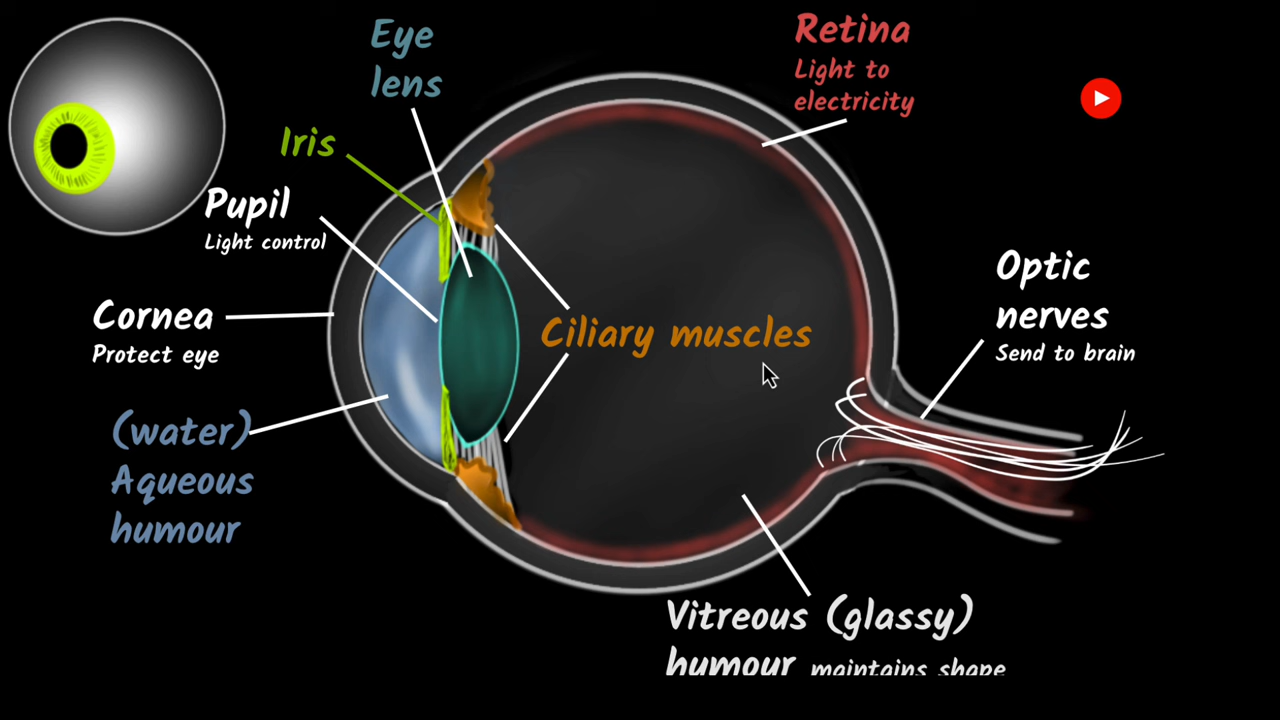 Eye
lens
Retina
Light to
electricity
Iris
Pupil
Light control
Cornea
Protect eye
Optic
nerves
Send to brain
Ciliary muscles
(water)
Aqueous
humour
Vitreous (glassy)
humour maintains shape